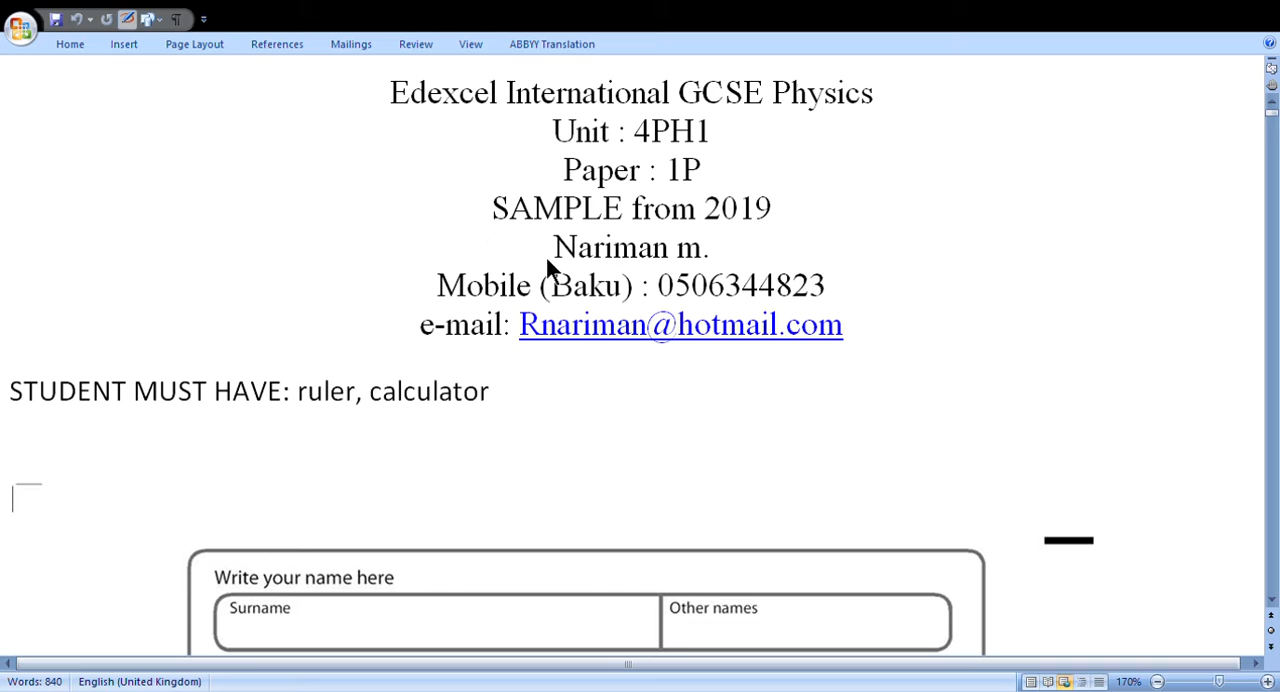 Home Insert Page Layout References Mailings Review View ABBYY Translation
Edexcel International GCSE Physics
Unit : 4PH1
Paper : 1P
SAMPLE from 2019
Nariman m.
Mobile (Baku) : 0506344823
e-mail: Rnariman@hotmail.com
STUDENT MUST HAVE: ruler, calculator
Write your name here
Surname Other names
Words: 840 English (United Kingdom) 170%